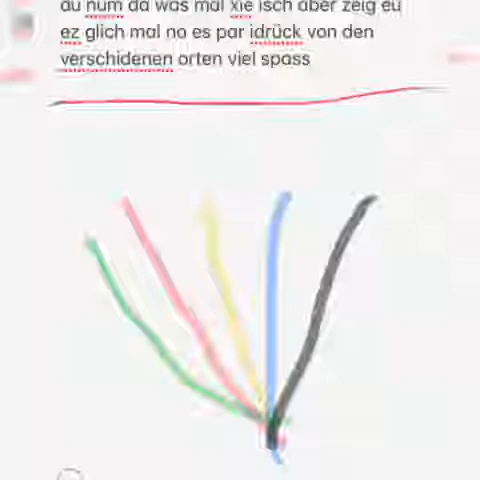 du num da was mal xie isch aber zeig eu
ez glich mal no es par idrück von den
verschidenen orten viel spass